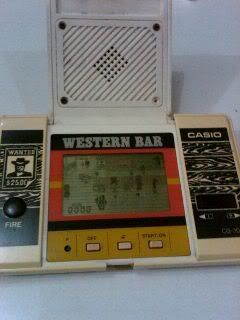 WESTERN BAR
WANTED
$2500
CASIO
FIRE
P
OFF
START/ON